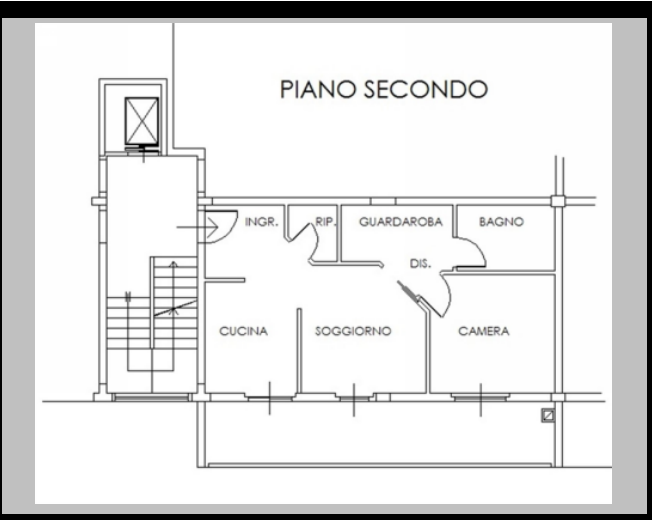 PIANO SECONDO
INGR.
RIP.
GUARDAROBA
BAGNO
DIS.
CUCINA
SOGGIORNO
CAMERA